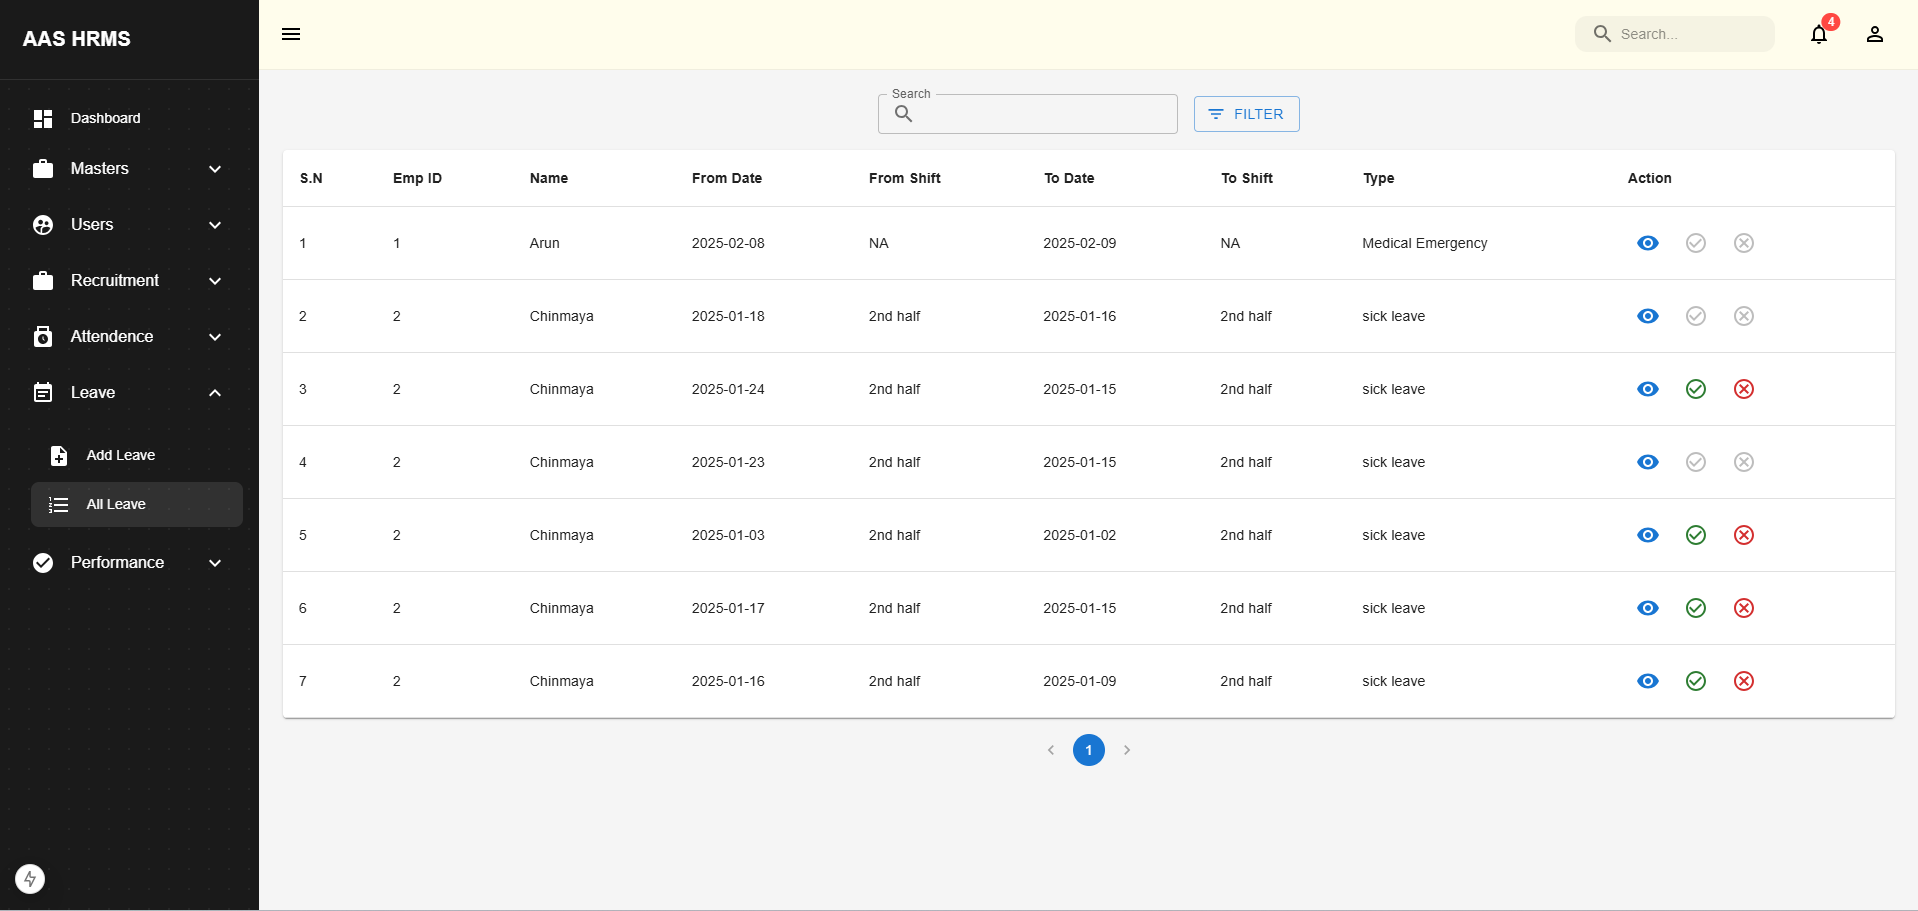 AAS HRMS
Search...
4
Dashboard
Masters
Users
Recruitment
Attendence
Leave
Add Leave
All Leave
Performance
Search
FILTER
S.N Emp ID Name From Date From Shift To Date To Shift Type Action
1 1 Arun 2025-02-08 NA 2025-02-09 NA Medical Emergency
2 2 Chinmaya 2025-01-18 2nd half 2025-01-16 2nd half sick leave
3 2 Chinmaya 2025-01-24 2nd half 2025-01-15 2nd half sick leave
4 2 Chinmaya 2025-01-23 2nd half 2025-01-15 2nd half sick leave
5 2 Chinmaya 2025-01-03 2nd half 2025-01-02 2nd half sick leave
6 2 Chinmaya 2025-01-17 2nd half 2025-01-15 2nd half sick leave
7 2 Chinmaya 2025-01-16 2nd half 2025-01-09 2nd half sick leave
1